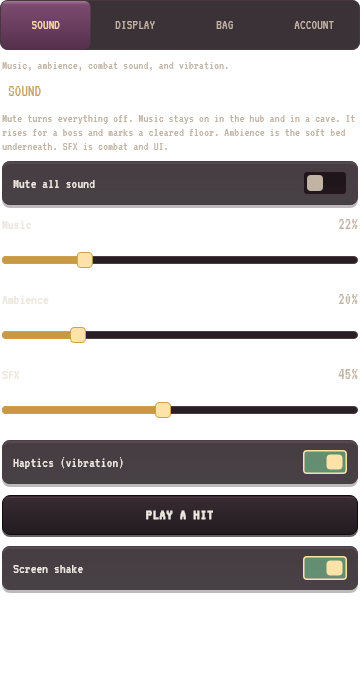 SOUND
DISPLAY
BAG
ACCOUNT
Music, ambience, combat sound, and vibration.
SOUND
Mute turns everything off. Music stays on in the hub and in a cave. It
rises for a boss and marks a cleared floor. Ambience is the soft bed
underneath. SFX is combat and UI.
Mute all sound
Music 22%
Ambience 20%
SFX 45%
Haptics (vibration)
PLAY A HIT
Screen shake